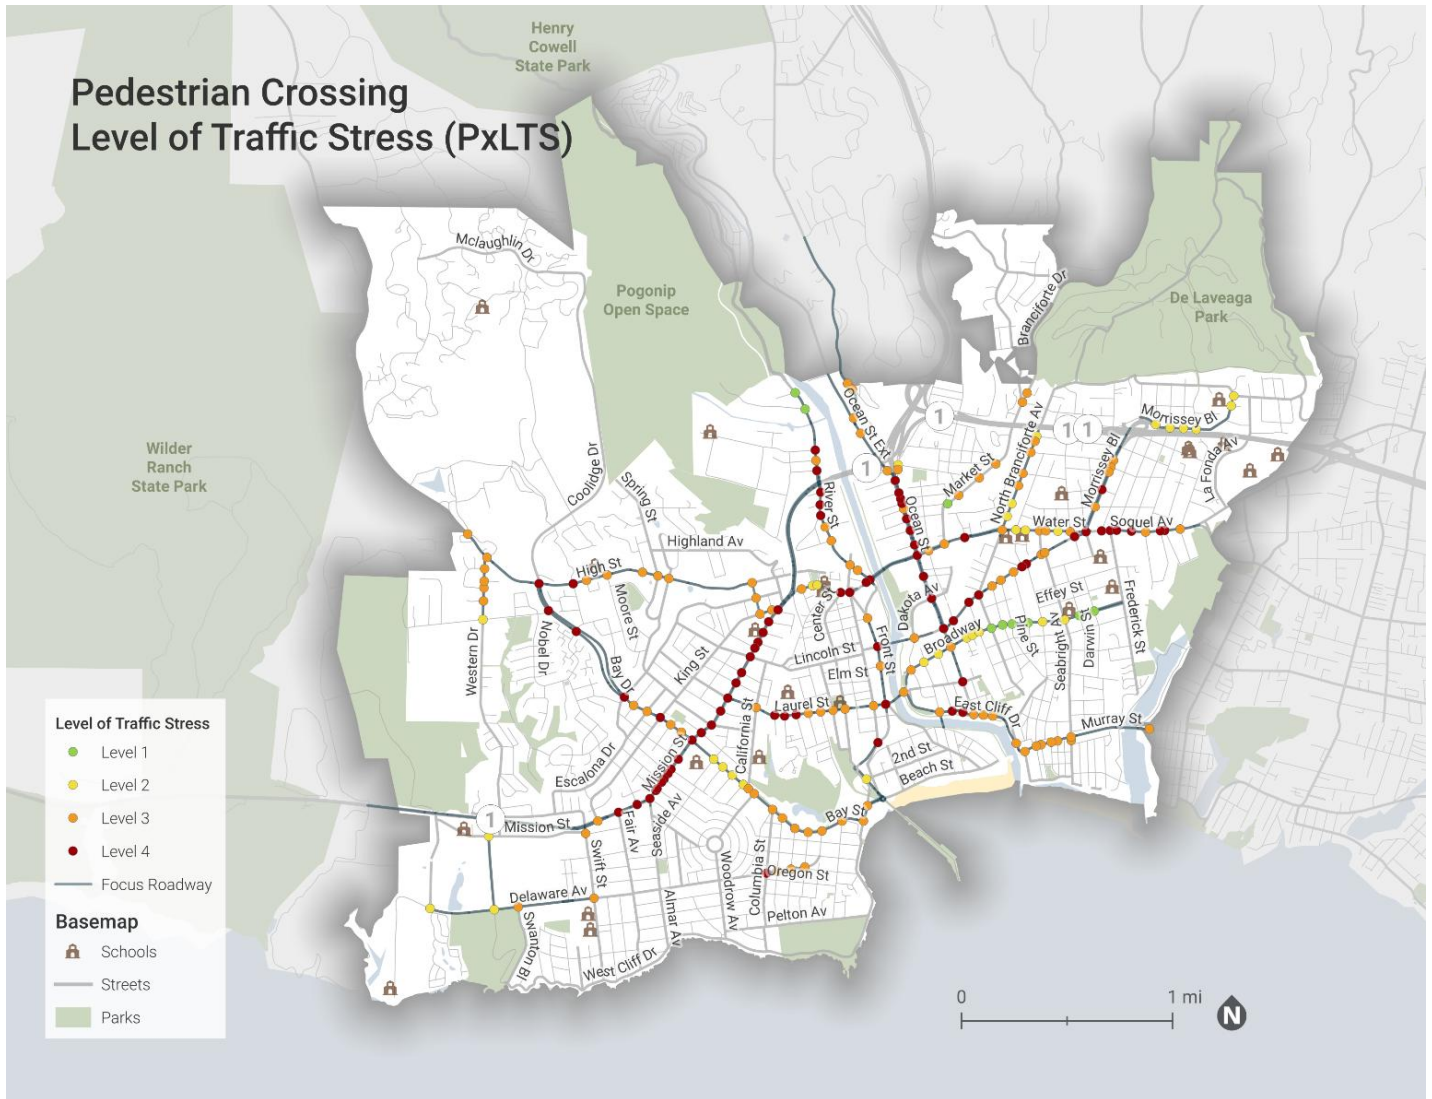 Pedestrian Crossing
Level of Traffic Stress (PxLTS)
Henry
Cowell
State Park
Mclaughlin Dr
Pogonip
Open Space
De Laveaga
Park
Branciforte Dr
Wilder
Ranch
State Park
Coolidge Dr
Spring St
Highland Av
High St
Moore St
Nobel Dr
Western Dr
Bay Dr
King St
Escalona Dr
Mission St
Mission St
1
1
1
1
1
Ocean St Ext
River St
Ocean St
Market St
North Branciforte Av
Morrissey Bl
Morrissey Bl
La Fonda Av
Water St
Soquel Av
Center St
Dakota Av
Front St
Lincoln St
Elm St
Laurel St
California St
Broadway
Effey St
Pine St
Seabright Av
Darwin St
Frederick St
East Cliff Dr
Murray St
2nd St
Beach St
Bay St
Fair Av
Seaside Av
Swift St
Delaware Av
Swanton Bl
Almar Av
Woodrow Av
Columbia St
Oregon St
Pelton Av
West Cliff Dr
Level of Traffic Stress
Level 1
Level 2
Level 3
Level 4
Focus Roadway
Basemap
Schools
Streets
Parks
0
1 mi
N